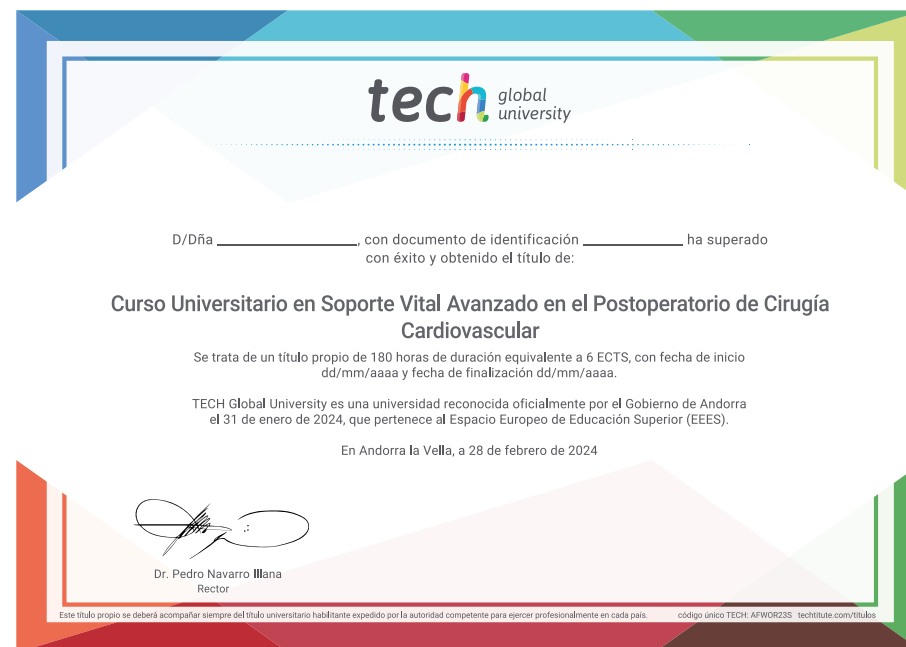 tech global university
D/Dña ____________________, con documento de identificación ______________ ha superado
con éxito y obtenido el título de:
Curso Universitario en Soporte Vital Avanzado en el Postoperatorio de Cirugía
Cardiovascular
Se trata de un título propio de 180 horas de duración equivalente a 6 ECTS, con fecha de inicio
dd/mm/aaaa y fecha de finalización dd/mm/aaaa.
TECH Global University es una universidad reconocida oficialmente por el Gobierno de Andorra
el 31 de enero de 2024, que pertenece al Espacio Europeo de Educación Superior (EEES).
En Andorra la Vella, a 28 de febrero de 2024
Dr. Pedro Navarro Illana
Rector
Este título propio se deberá acompañar siempre del título universitario habilitante expedido por la autoridad competente para ejercer profesionalmente en cada país. código único TECH: AFWOR23S techtitute.com/títulos